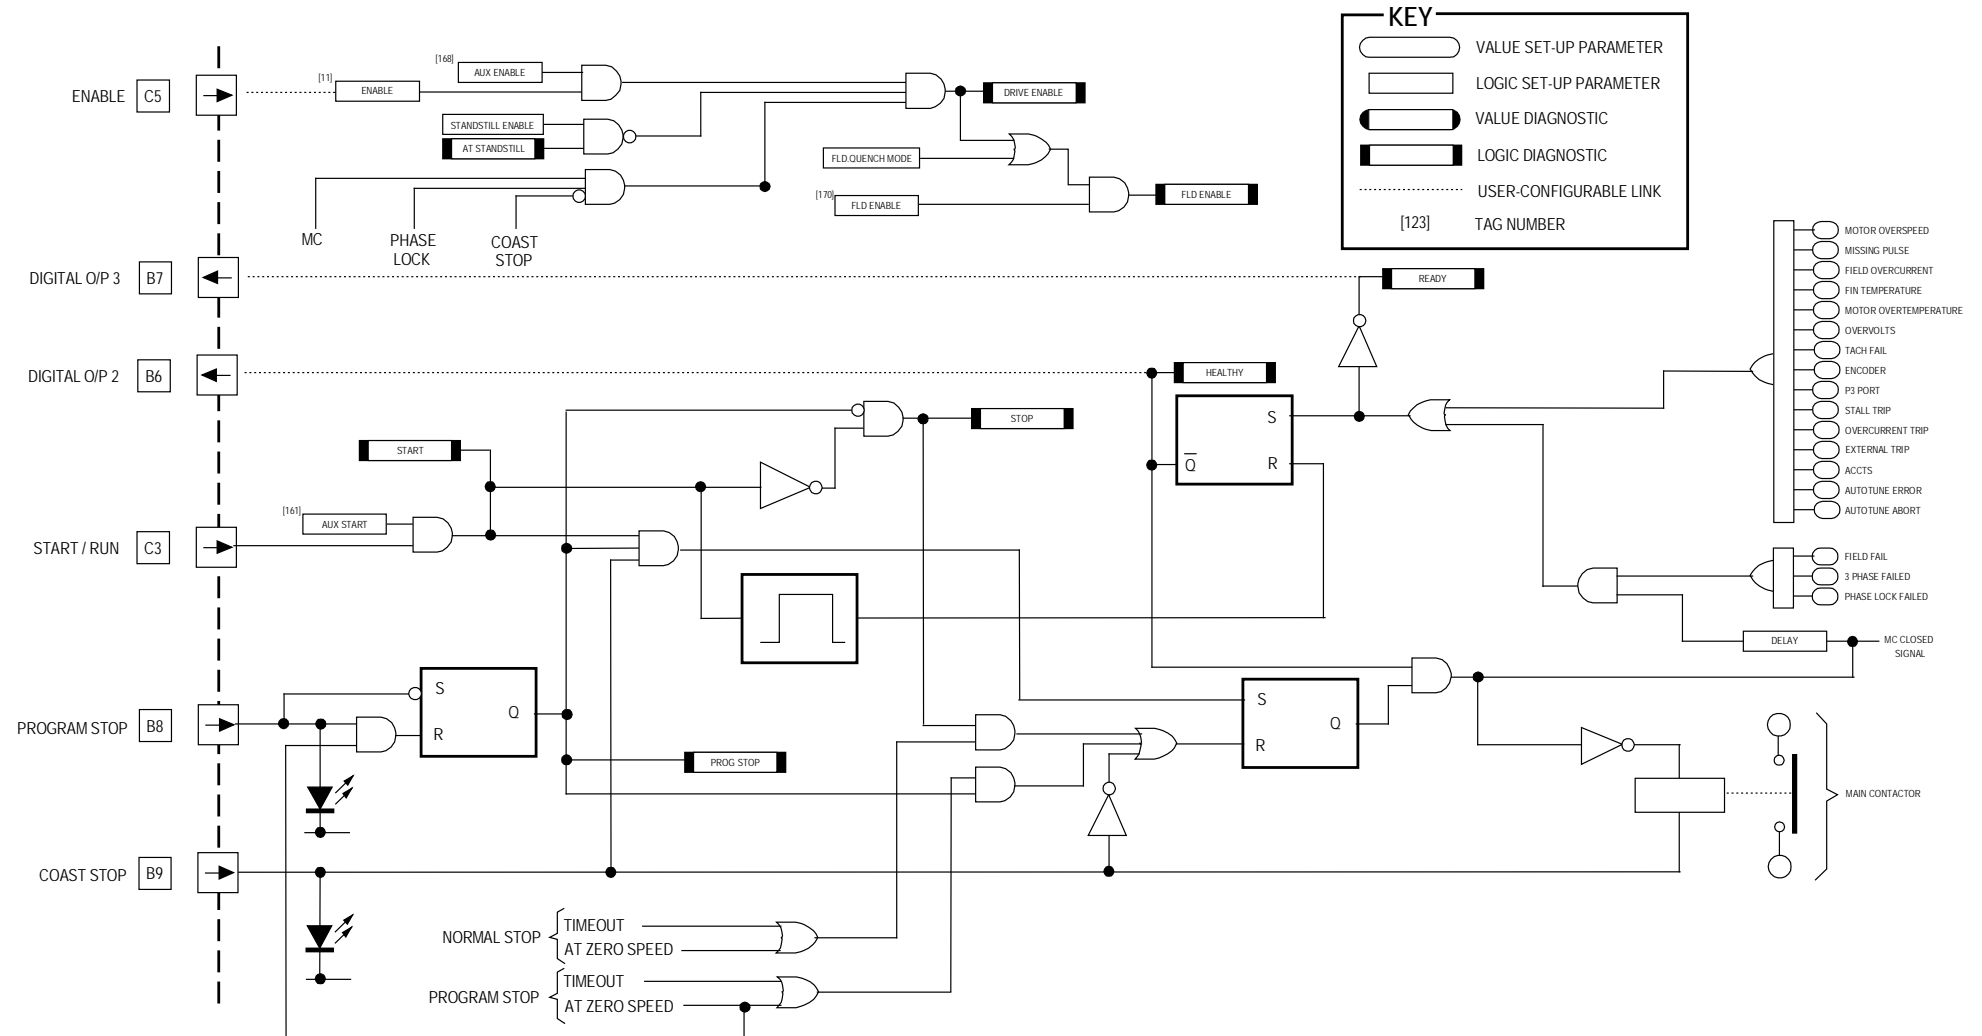 KEY
VALUE SET-UP PARAMETER
LOGIC SET-UP PARAMETER
VALUE DIAGNOSTIC
LOGIC DIAGNOSTIC
USER-CONFIGURABLE LINK
[123] TAG NUMBER
ENABLE C5
[11]
ENABLE
[168]
AUX ENABLE
STANDSTILL ENABLE
AT STANDSTILL
DRIVE ENABLE
FLD.QUENCH MODE
[170]
FLD ENABLE
FLD ENABLE
MC
PHASE
LOCK
COAST
STOP
DIGITAL O/P 3 B7
READY
DIGITAL O/P 2 B6
HEALTHY
S
Q
R
STOP
START
[161]
AUX START
START / RUN C3
MOTOR OVERSPEED
MISSING PULSE
FIELD OVERCURRENT
FIN TEMPERATURE
MOTOR OVERTEMPERATURE
OVERVOLTS
TACH FAIL
ENCODER
P3 PORT
STALL TRIP
OVERCURRENT TRIP
EXTERNAL TRIP
ACCTS
AUTOTUNE ERROR
AUTOTUNE ABORT
FIELD FAIL
3 PHASE FAILED
PHASE LOCK FAILED
DELAY
MC CLOSED
SIGNAL
PROGRAM STOP B8
S
Q
R
PROG STOP
S
Q
R
MAIN CONTACTOR
COAST STOP B9
NORMAL STOP
TIMEOUT
AT ZERO SPEED
PROGRAM STOP
TIMEOUT
AT ZERO SPEED